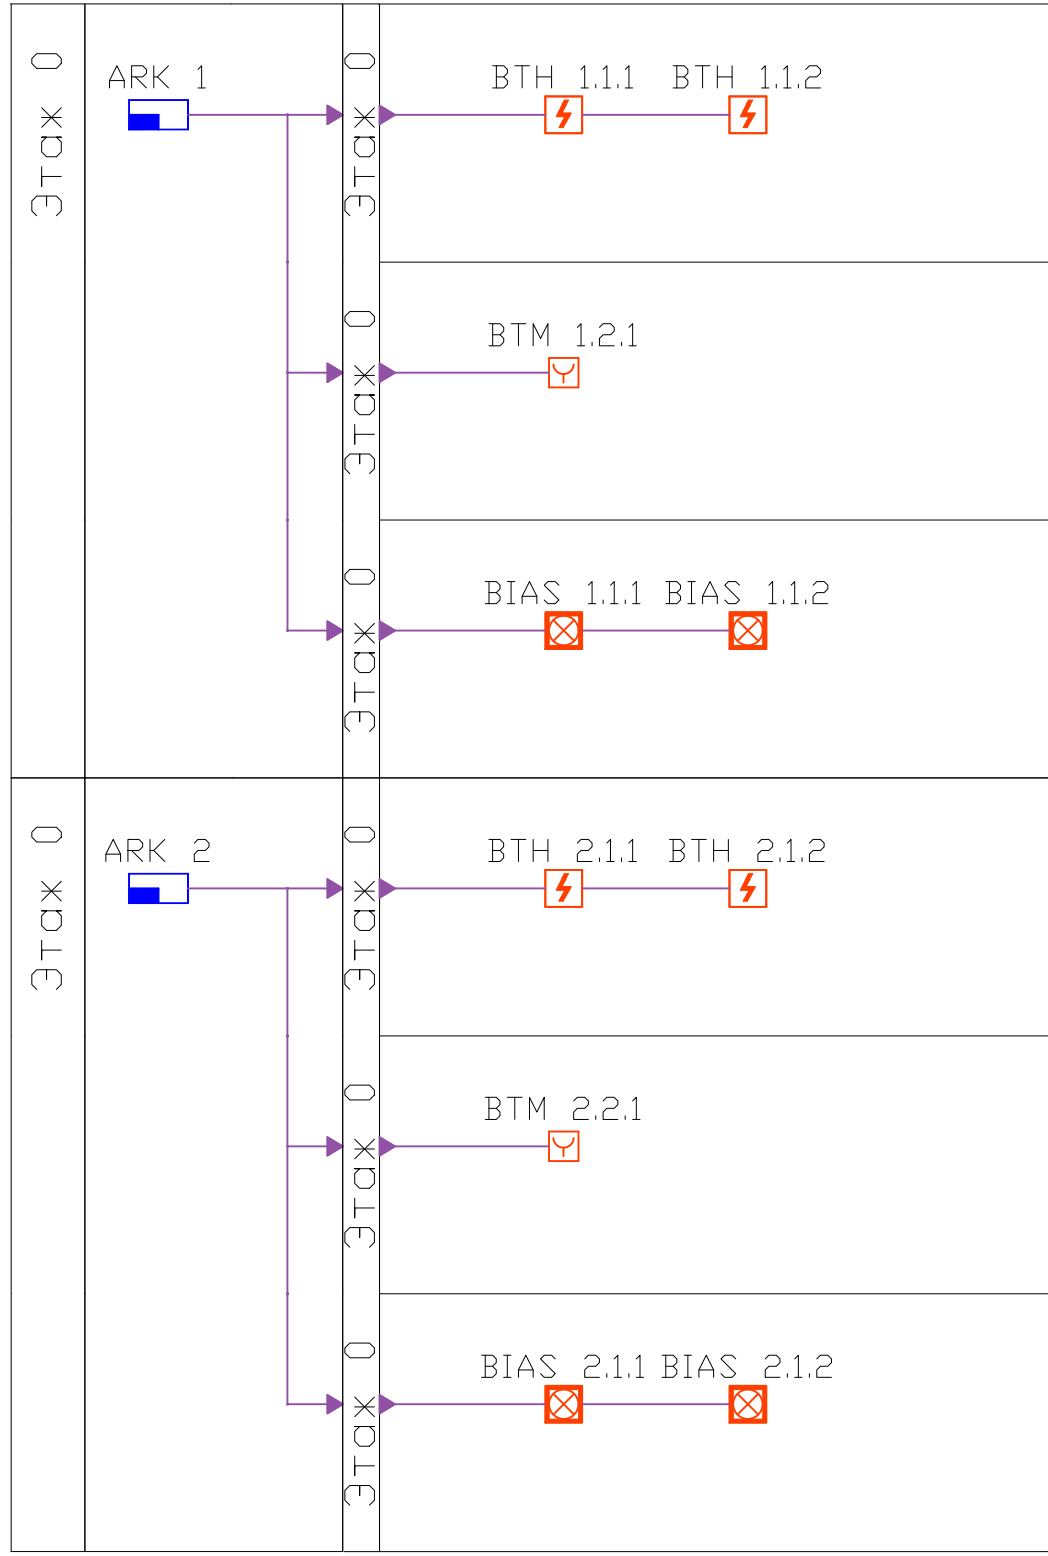 Этаж 0
ARK 1
Этаж 0
BTH 1.1.1 BTH 1.1.2
Этаж 0
BTM 1.2.1
Этаж 0
BIAS 1.1.1 BIAS 1.1.2
Этаж 0
ARK 2
Этаж 0
BTH 2.1.1 BTH 2.1.2
Этаж 0
BTM 2.2.1
Этаж 0
BIAS 2.1.1 BIAS 2.1.2